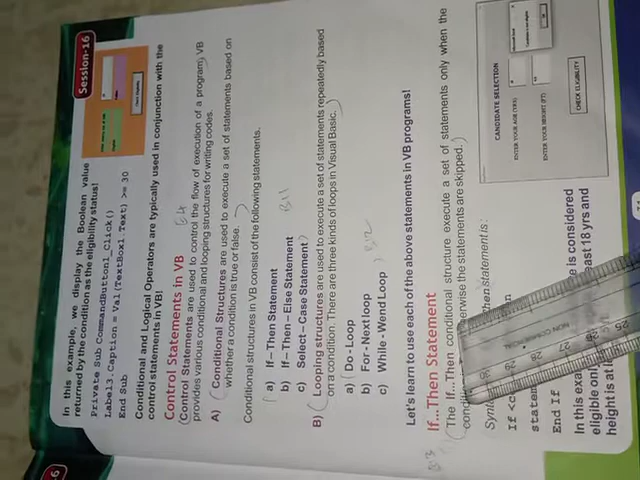 Session-16
In this example, we display the Boolean value
returned by the condition as the eligibility status!
Private Sub CommandButton1_Click()
Label3.Caption = Val(TextBox1.Text) >= 30
End Sub
Conditional and Logical Operators are typically used in conjunction with the
control statements in VB!
Control Statements in VB
Control Statements are used to control the flow of execution of a program. VB
provides various conditional and looping structures for writing codes.
A) Conditional Structures are used to execute a set of statements based on
whether a condition is true or false.
Conditional structures in VB consist of the following statements.
a) If – Then Statement
b) If – Then – Else Statement
c) Select – Case Statement
B) Looping structures are used to execute a set of statements repeatedly based
on a condition. There are three kinds of loops in Visual Basic.
a) Do - Loop
b) For - Next loop
c) While - Wend Loop
Let's learn to use each of the above statements in VB programs!
If...Then Statement
The If...Then conditional structure execute a set of statements only when the
erwise the statements are skipped.
hen statement is:
If <c
statem
End If
In this exa
e is considered
eligible onl
east 18 yrs and
height is atl
CANDIDATE SELECTION
ENTER YOUR AGE (YRS)
ENTER YOUR HEIGHT (FT)
CHECK ELIGIBILITY